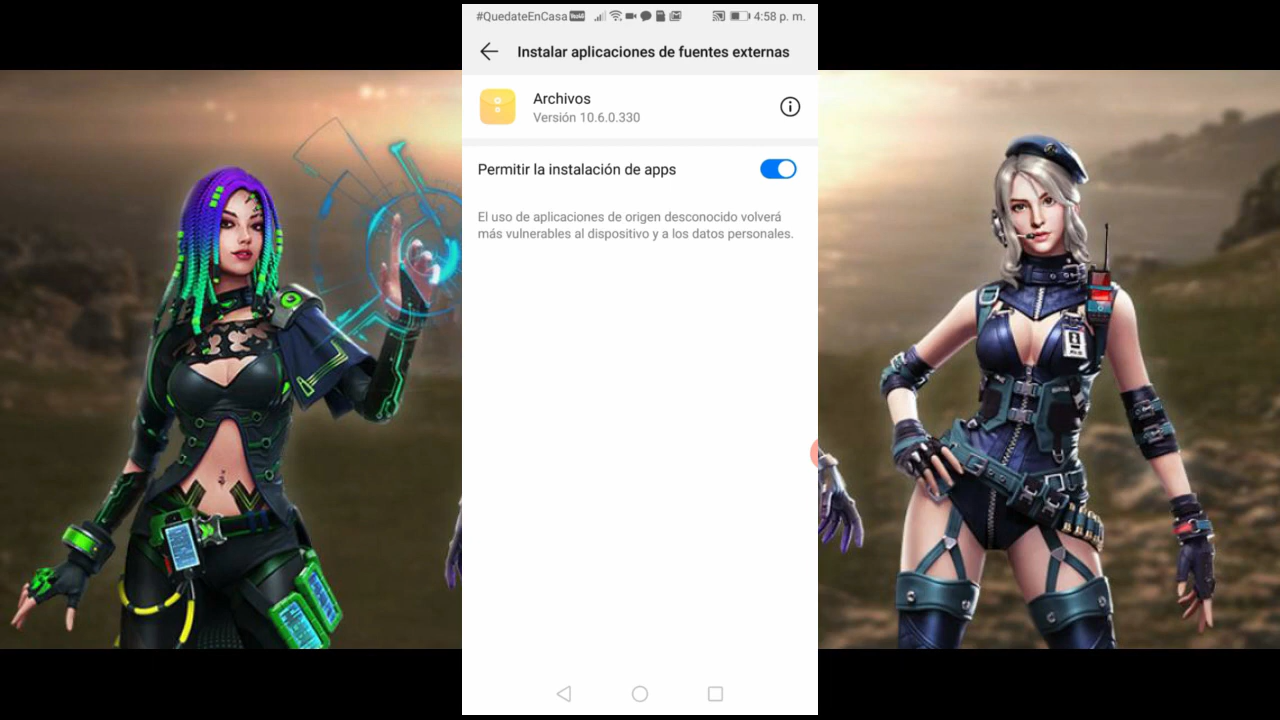 #QuedateEnCasa 4:58 p. m.
Instalar aplicaciones de fuentes externas
Archivos
Versión 10.6.0.330
Permitir la instalación de apps
El uso de aplicaciones de origen desconocido volverá
más vulnerables al dispositivo y a los datos personales.